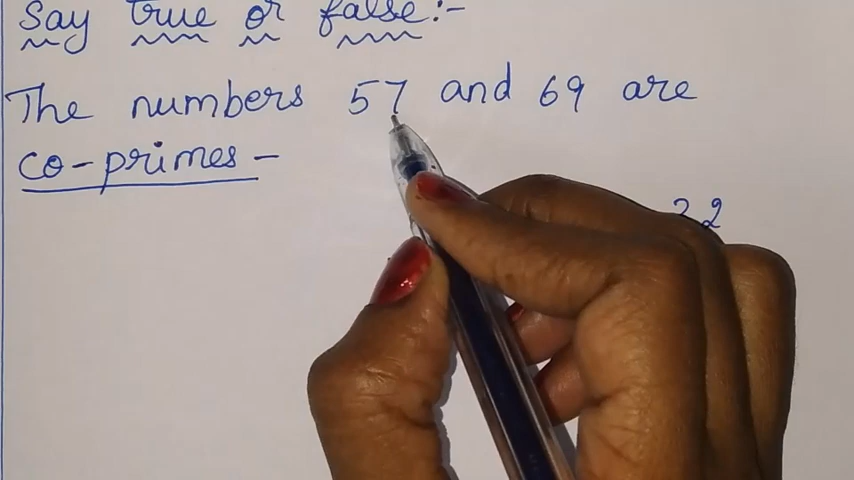 Say true or false:-
The numbers 57 and 69 are
co-primes-